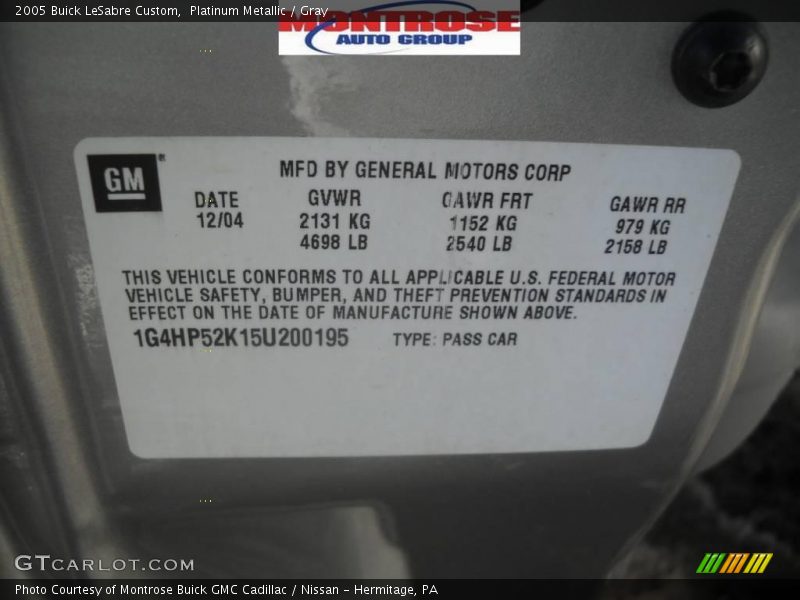 2005 Buick LeSabre Custom, Platinum Metallic / Gray
MONTROSE
AUTO GROUP
GM
MFD BY GENERAL MOTORS CORP
DATE GVWR GAWR FRT GAWR RR
12/04 2131 KG 1152 KG 979 KG
4698 LB 2540 LB 2158 LB
THIS VEHICLE CONFORMS TO ALL APPLICABLE U.S. FEDERAL MOTOR
VEHICLE SAFETY, BUMPER, AND THEFT PREVENTION STANDARDS IN
EFFECT ON THE DATE OF MANUFACTURE SHOWN ABOVE.
1G4HP52K15U200195 TYPE: PASS CAR
GTCARLOT.COM
Photo Courtesy of Montrose Buick GMC Cadillac / Nissan - Hermitage, PA